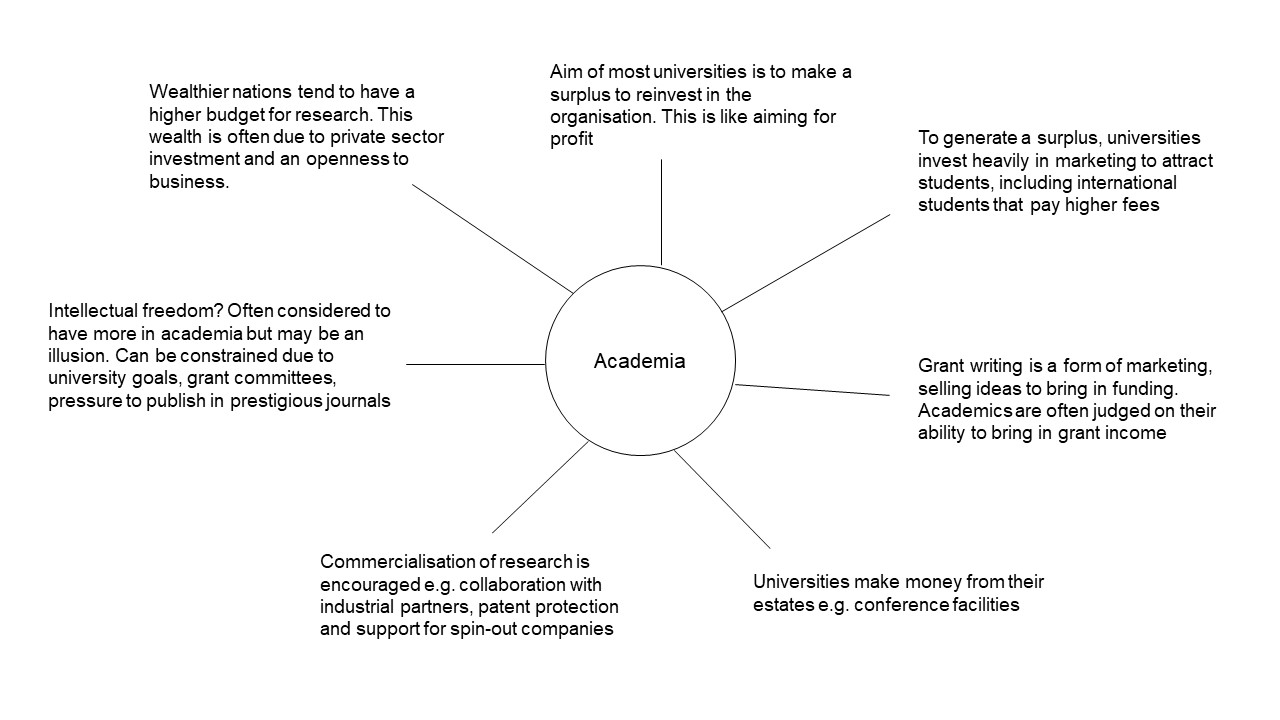 Wealthier nations tend to have a
higher budget for research. This
wealth is often due to private sector
investment and an openness to
business.
Aim of most universities is to make a
surplus to reinvest in the
organisation. This is like aiming for
profit
To generate a surplus, universities
invest heavily in marketing to attract
students, including international
students that pay higher fees
Intellectual freedom? Often considered to
have more in academia but may be an
illusion. Can be constrained due to
university goals, grant committees,
pressure to publish in prestigious journals
Academia
Grant writing is a form of marketing,
selling ideas to bring in funding.
Academics are often judged on their
ability to bring in grant income
Commercialisation of research is
encouraged e.g. collaboration with
industrial partners, patent protection
and support for spin-out companies
Universities make money from their
estates e.g. conference facilities